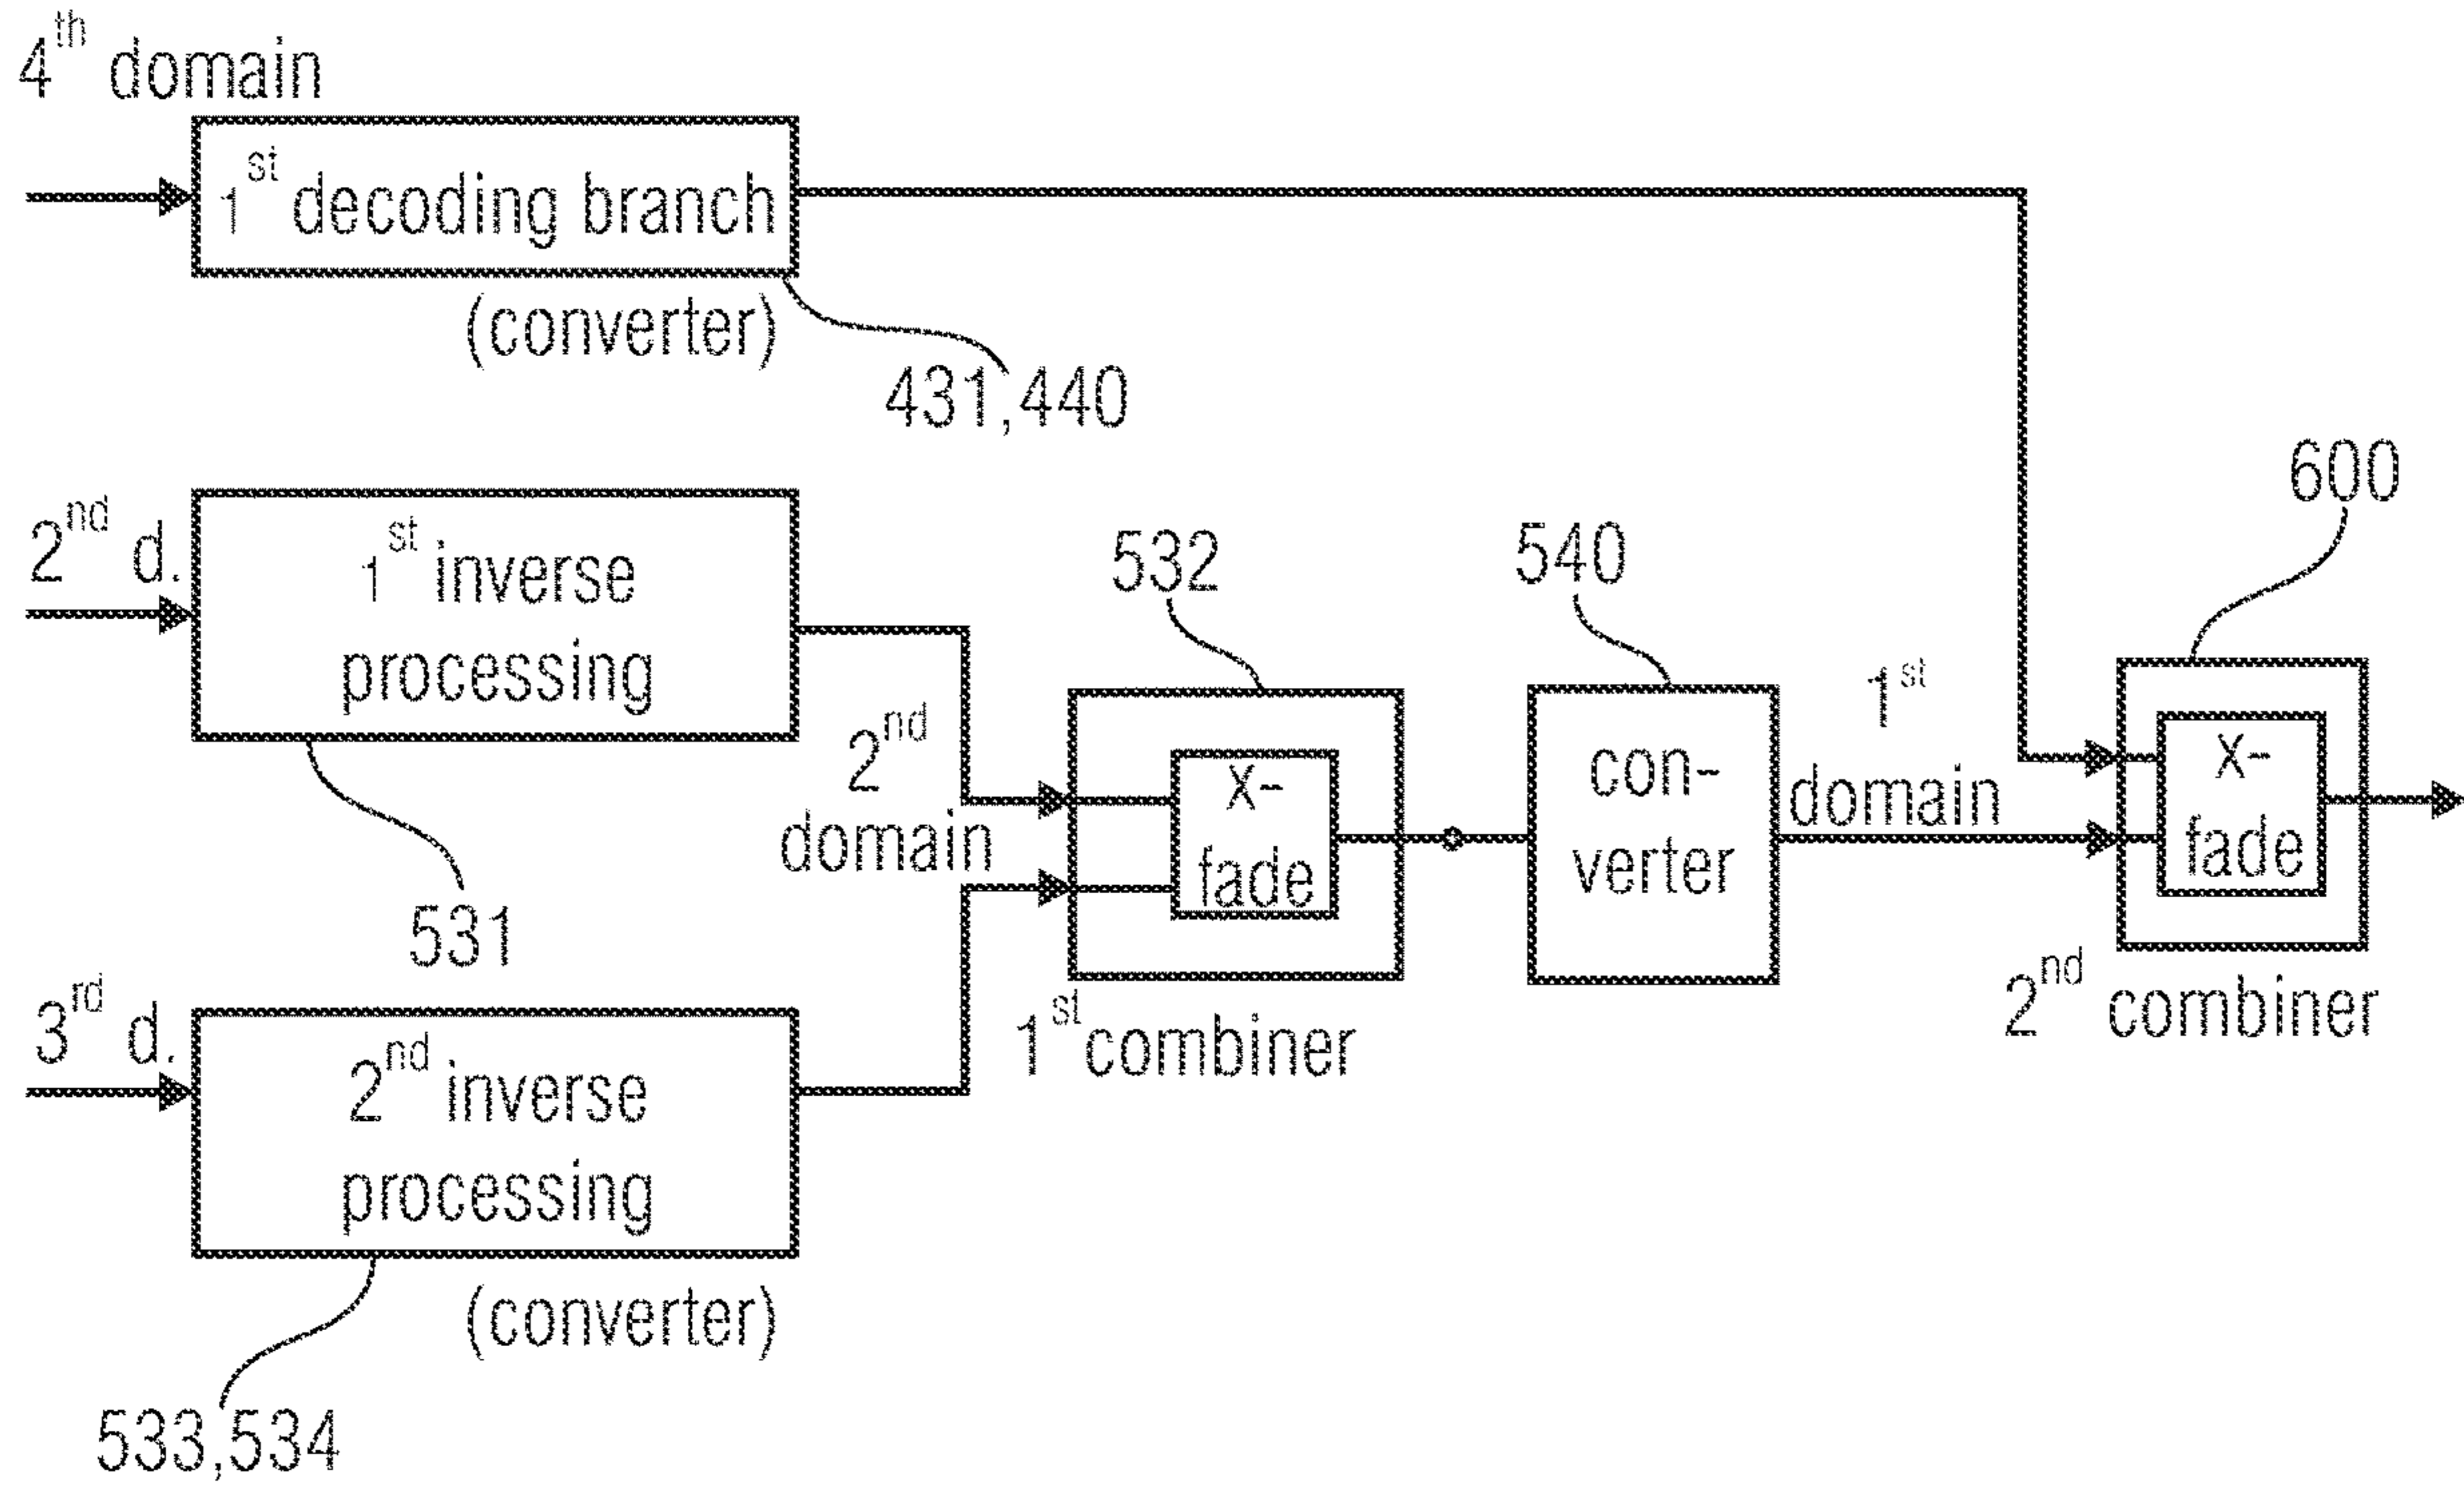 4th domain
1st decoding branch
(converter)
431,440
2nd d.
1st inverse
processing
531
2nd
domain
3rd d.
2nd inverse
processing
(converter)
533,534
532
x-
fade
1st combiner
540
con-
verter
1st
domain
600
x-
fade
2nd combiner